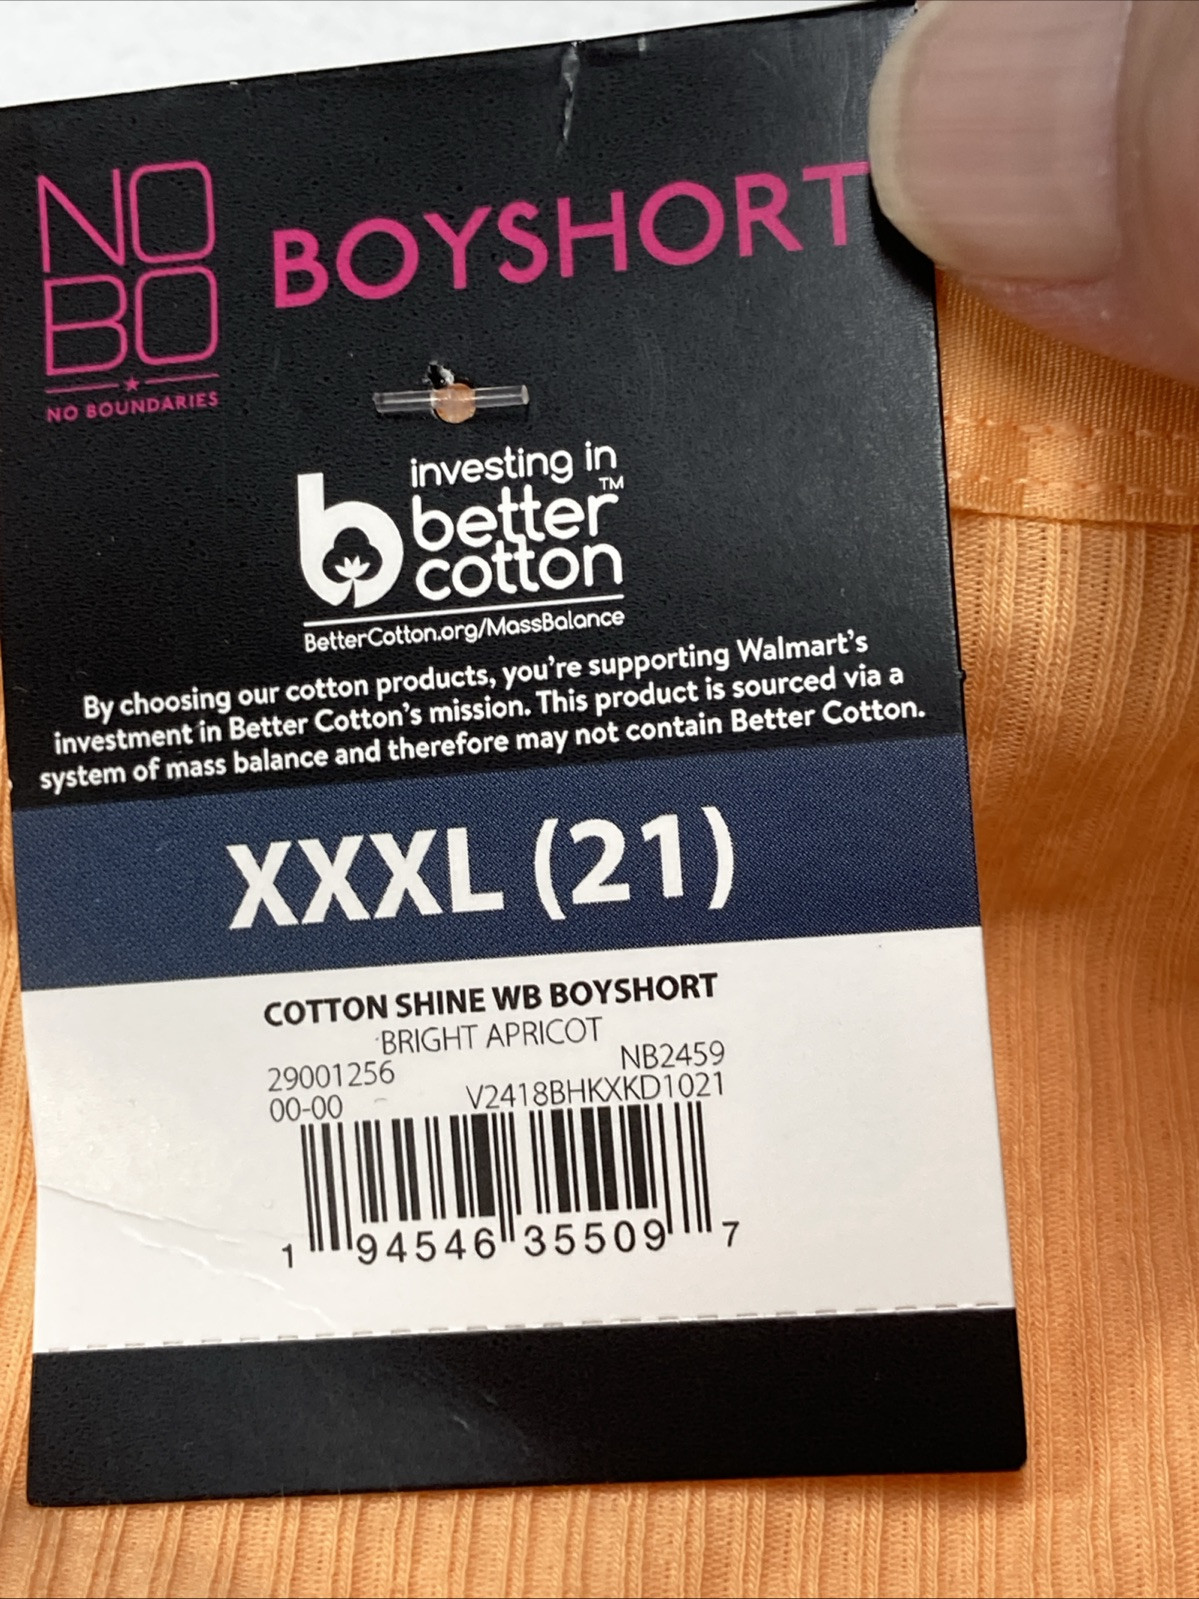 NO
BO
NO BOUNDARIES
BOYSHORT
investing in
better™
cotton
BetterCotton.org/MassBalance
By choosing our cotton products, you're supporting Walmart's
investment in Better Cotton's mission. This product is sourced via a
system of mass balance and therefore may not contain Better Cotton.
XXXL (21)
COTTON SHINE WB BOYSHORT
BRIGHT APRICOT
29001256 NB2459
00-00 V2418BHKXKD1021
1 94546 35509 7